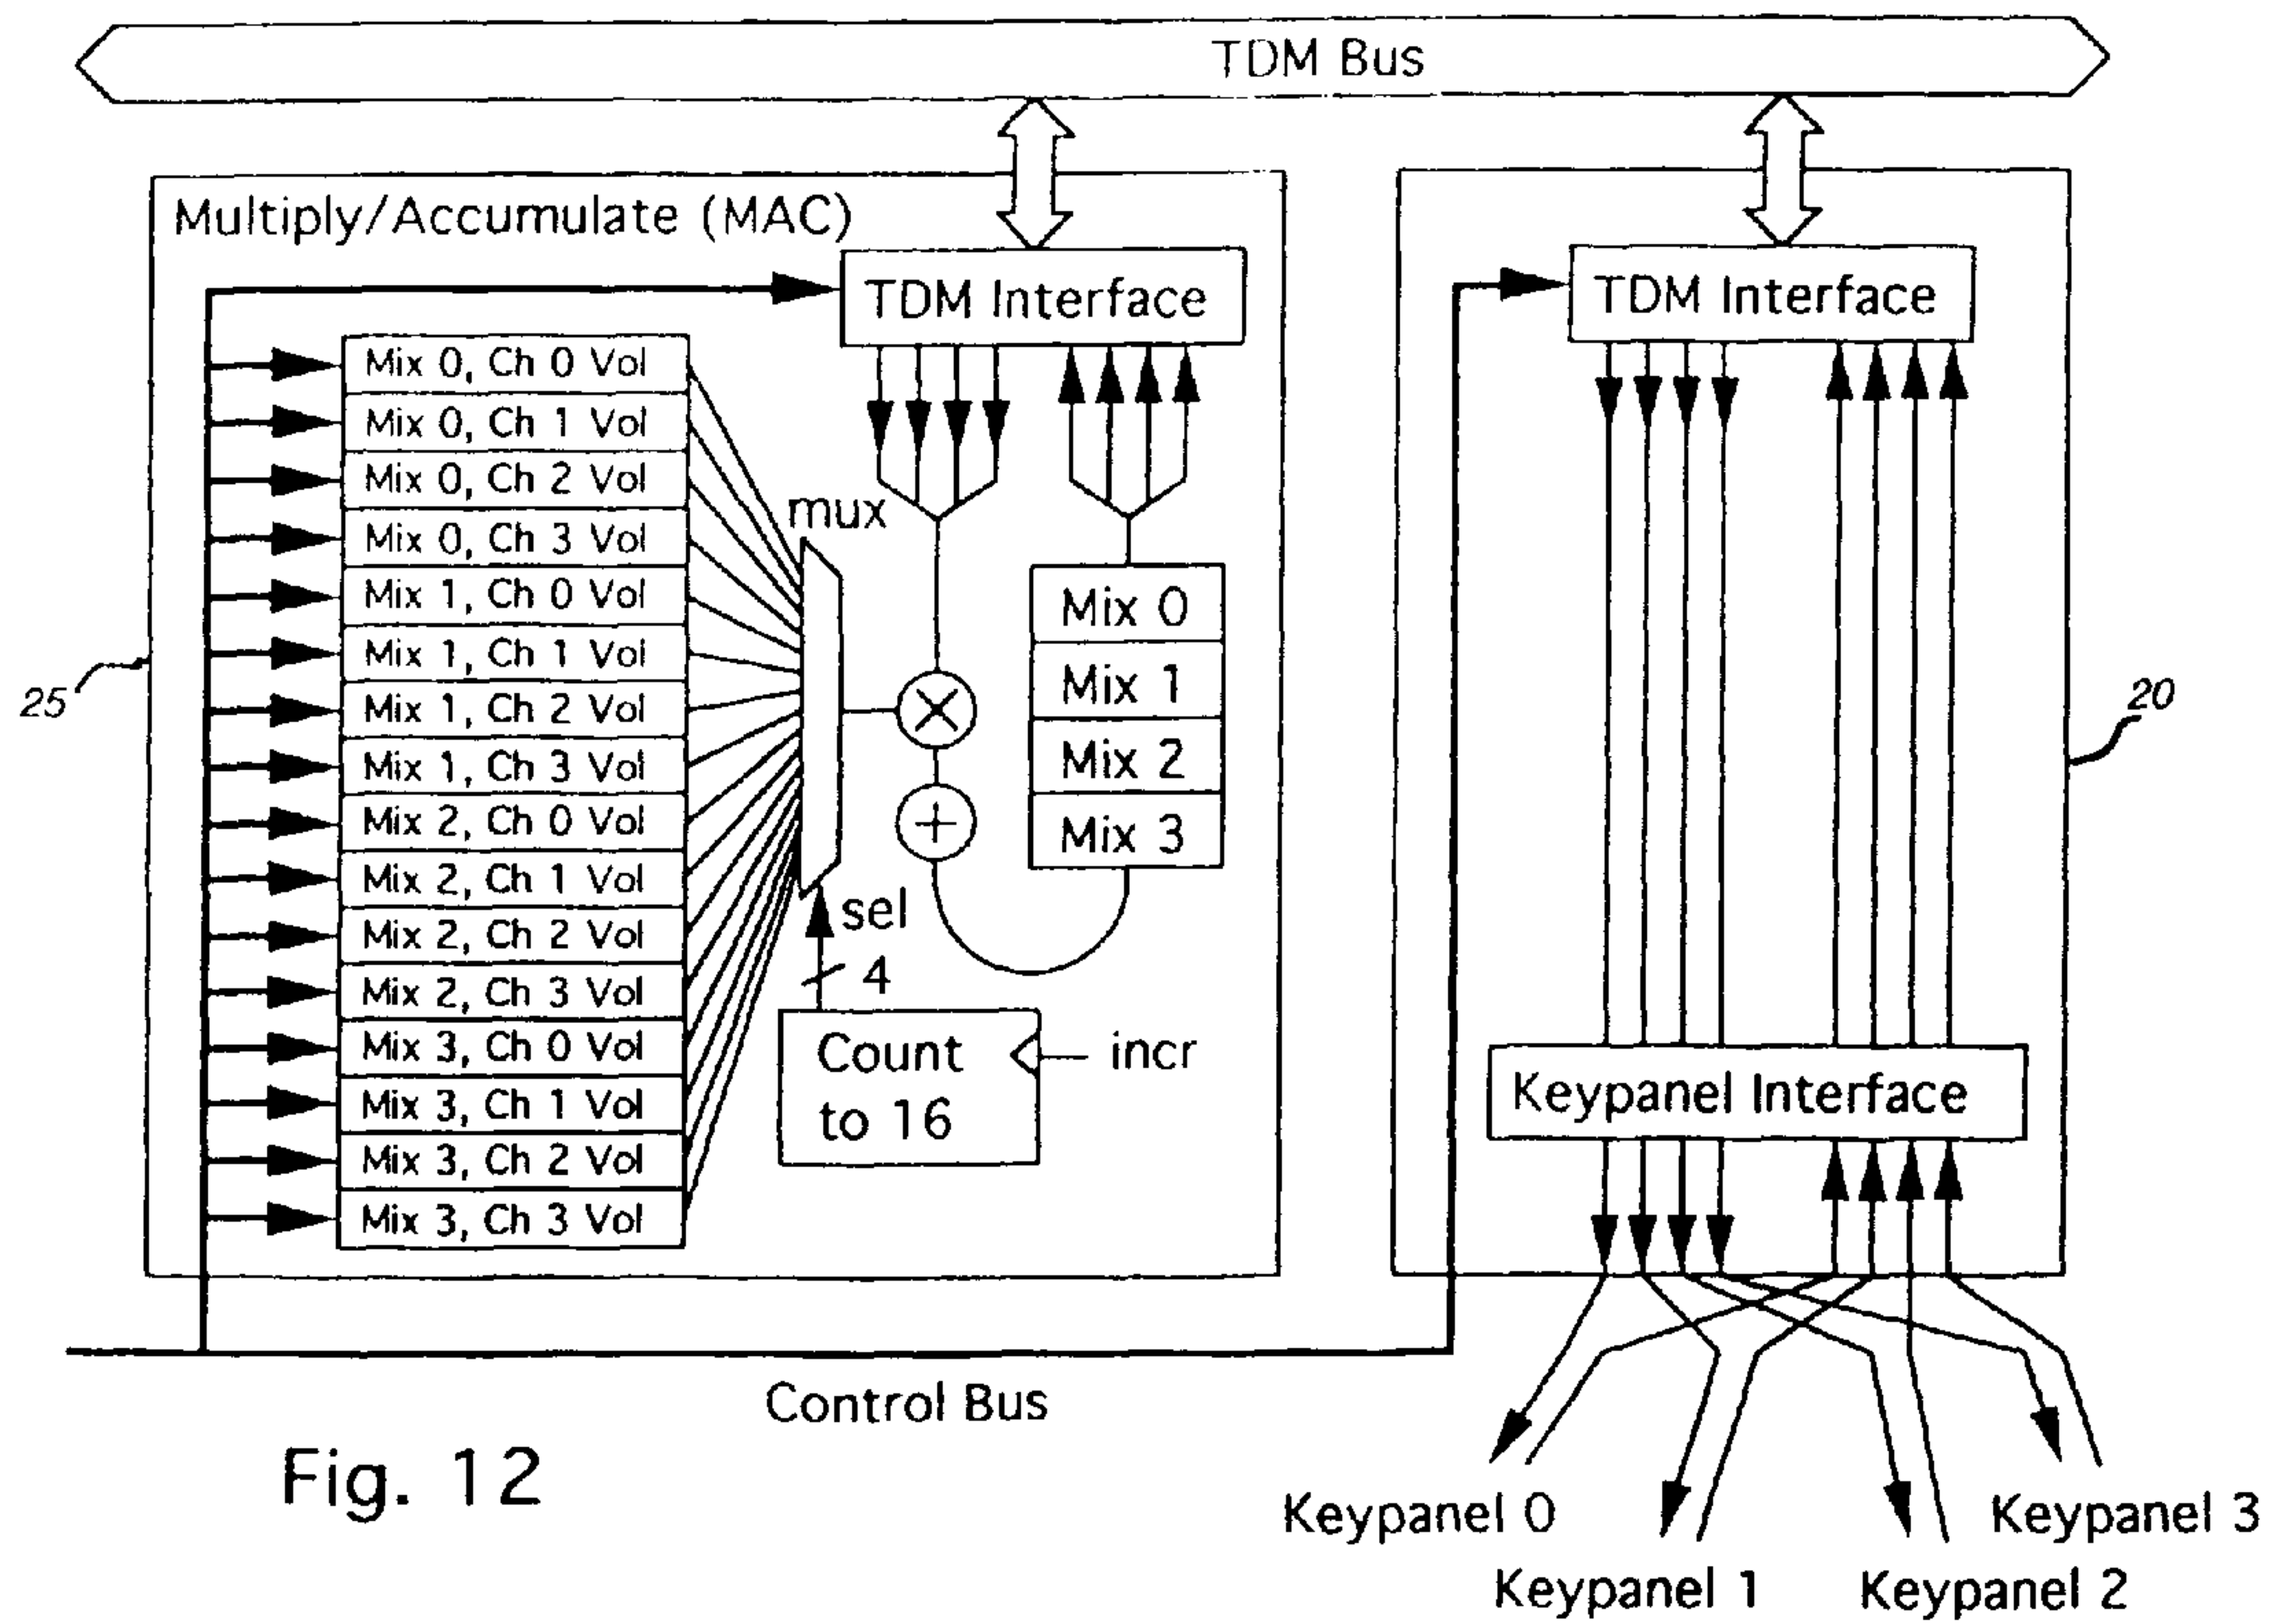 TDM Bus
Multiply/Accumulate (MAC)
TDM Interface
Mix 0, Ch 0 Vol
Mix 0, Ch 1 Vol
Mix 0, Ch 2 Vol
Mix 0, Ch 3 Vol
Mix 1, Ch 0 Vol
Mix 1, Ch 1 Vol
Mix 1, Ch 2 Vol
Mix 1, Ch 3 Vol
Mix 2, Ch 0 Vol
Mix 2, Ch 1 Vol
Mix 2, Ch 2 Vol
Mix 2, Ch 3 Vol
Mix 3, Ch 0 Vol
Mix 3, Ch 1 Vol
Mix 3, Ch 2 Vol
Mix 3, Ch 3 Vol
mux
sel
4
Count
to 16
incr
Mix 0
Mix 1
Mix 2
Mix 3
25
TDM Interface
Keypanel Interface
20
Control Bus
Keypanel 0
Keypanel 1
Keypanel 2
Keypanel 3
Fig. 12